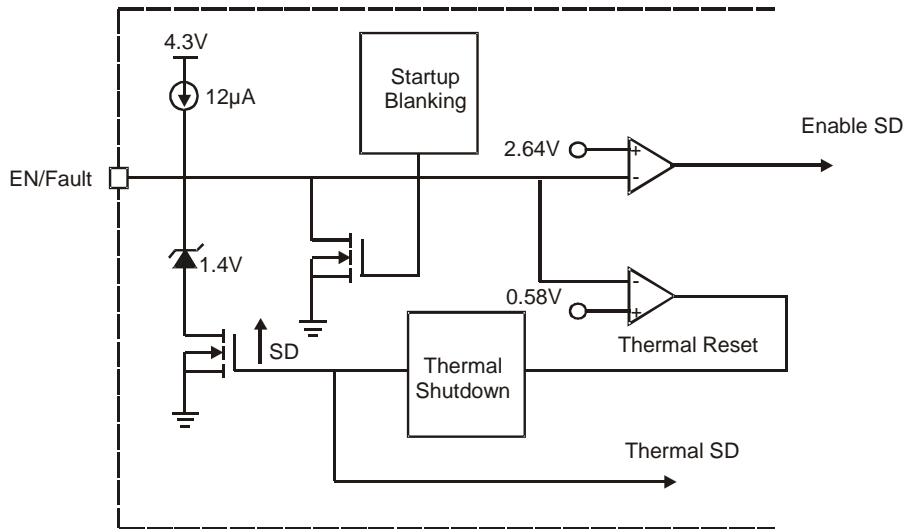 4.3V
12µA
Startup
Blanking
Enable SD
2.64V
+
-
EN/Fault
1.4V
-
0.58V
+
SD
Thermal
Shutdown
Thermal Reset
Thermal SD